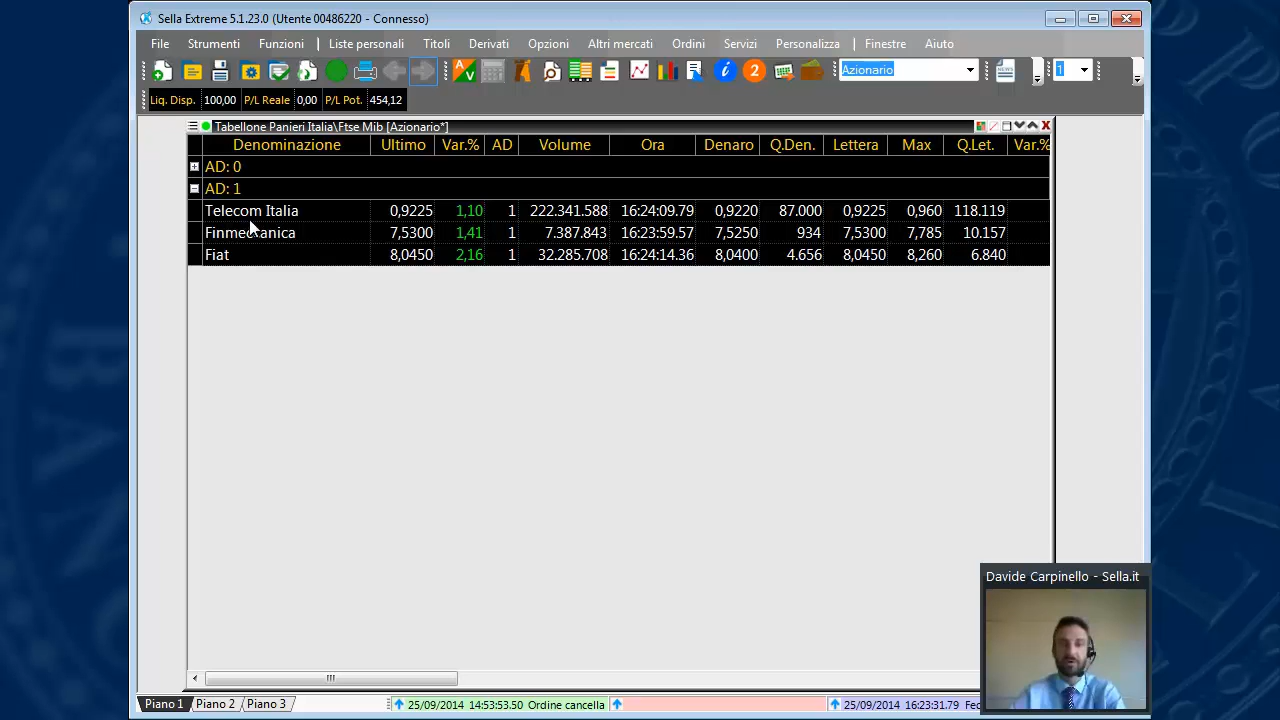 Sella Extreme 5.1.23.0 (Utente 00486220 - Connesso)
File Strumenti Funzioni Liste personali Titoli Derivati Opzioni Altri mercati Ordini Servizi Personalizza Finestre Aiuto
Azionario
1
Liq. Disp. 100,00 P/L Reale 0,00 P/L Pot. 454,12
Tabellone Panieri Italia\Ftse Mib [Azionario*]
Denominazione Ultimo Var.% AD Volume Ora Denaro Q.Den. Lettera Max Q.Let. Var.%
AD: 0
AD: 1
Telecom Italia 0,9225 1,10 1 222.341.588 16:24:09.79 0,9220 87.000 0,9225 0,960 118.119
Finmeccanica 7,5300 1,41 1 7.387.843 16:23:59.57 7,5250 934 7,5300 7,785 10.157
Fiat 8,0450 2,16 1 32.285.708 16:24:14.36 8,0400 4.656 8,0450 8,260 6.840
Davide Carpinello - Sella.it
Piano 1 Piano 2 Piano 3 25/09/2014 14:53:53.50 Ordine cancella 25/09/2014 16:23:31.79 Fec